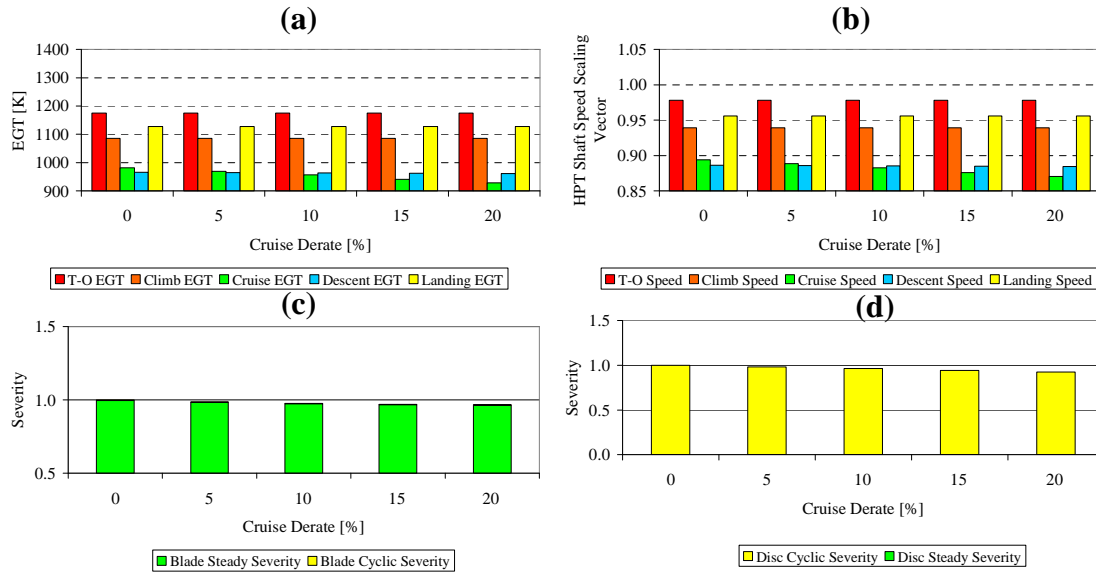 (a)
EGT [K]
1400
1300
1200
1100
1000
900
0 5 10 15 20
Cruise Derate [%]
T-O EGT Climb EGT Cruise EGT Descent EGT Landing EGT
(b)
HPT Shaft Speed Scaling
Vector
1.05
1.00
0.95
0.90
0.85
0 5 10 15 20
Cruise Derate [%]
T-O Speed Climb Speed Cruise Speed Descent Speed Landing Speed
(c)
Severity
1.5
1.0
0.5
0 5 10 15 20
Cruise Derate [%]
Blade Steady Severity Blade Cyclic Severity
(d)
Severity
1.5
1.0
0.5
0.0
0 5 10 15 20
Cruise Derate [%]
Disc Cyclic Severity Disc Steady Severity